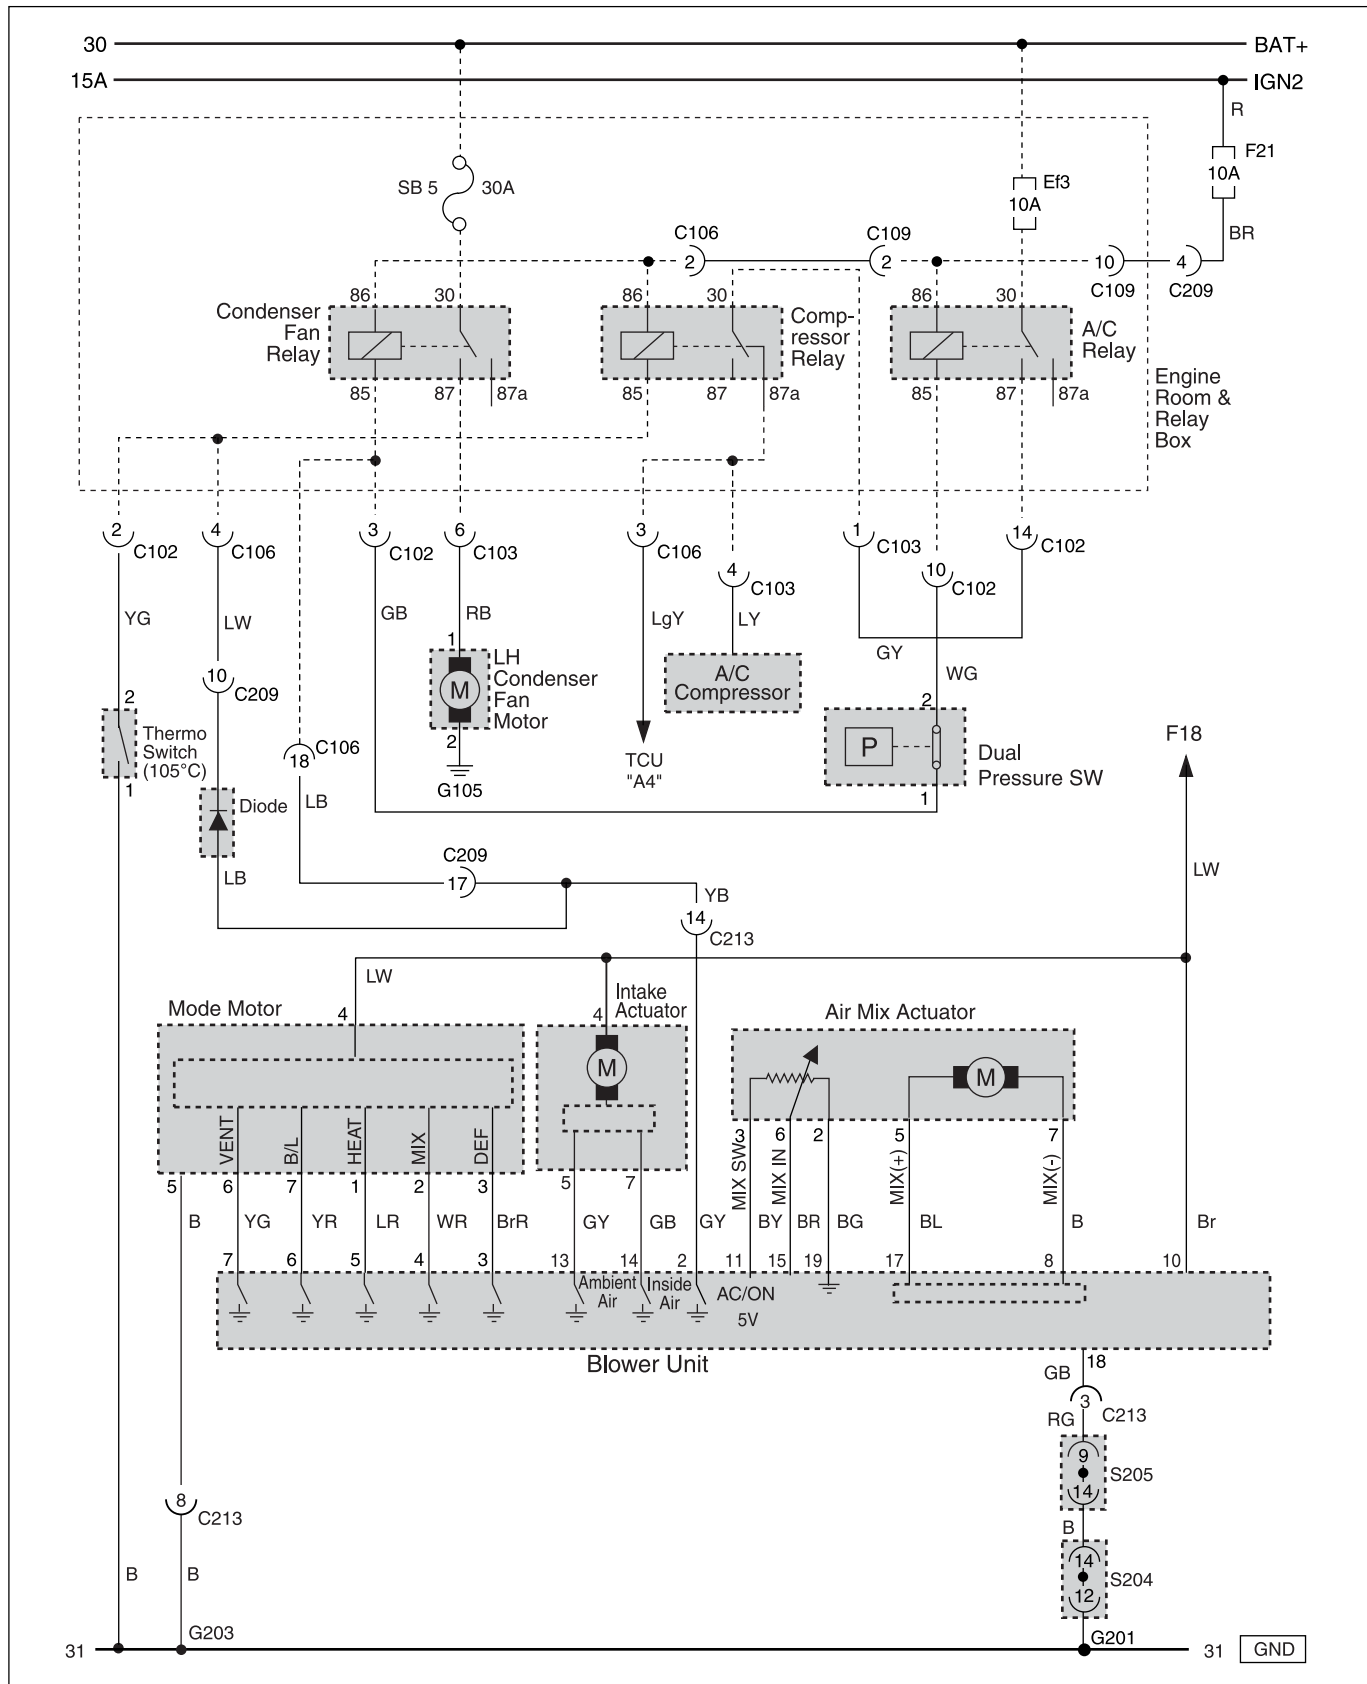 30 BAT+
15A IGN2
R
F21
10A
SB 5 30A
Ef3
10A
BR
C106
2
C109
2
10
C109
4
C209
86 30
86 30
86 30
Condenser
Fan
Relay
Comp-
ressor
Relay
A/C
Relay
85 87 87a
85 87 87a
85 87 87a
Engine
Room &
Relay
Box
2 C102
4 C106
3 C102
6 C103
3 C106
4 C103
1 C103
10 C102
14 C102
YG
LW
GB
RB
LgY
LY
GY
WG
10
C209
1
M
2
LH
Condenser
Fan
Motor
G105
A/C
Compressor
TCU
"A4"
2
P
1
Dual
Pressure SW
F18
2
Thermo
Switch
(105°C)
1
18
C106
LB
Diode
LB
C209
17
YB
14
C213
LW
LW
Mode Motor
4
Intake
Actuator
4
M
Air Mix Actuator
M
VENT
B/L
HEAT
MIX
DEF
5 6 7 1 2 3
5 7
3 6 2 5 7
MIX SW
MIX IN
MIX(+)
MIX(-)
B YG YR LR WR BrR GY GB GY BY BR BG BL B Br
7 6 5 4 3 13 14 2 11 15 19 17 8 10
Ambient
Air
Inside
Air
AC/ON
5V
Blower Unit
18
GB
3
C213
RG
9
14
S205
B
14
12
S204
8
C213
B
B
G203
G201
31
31 GND